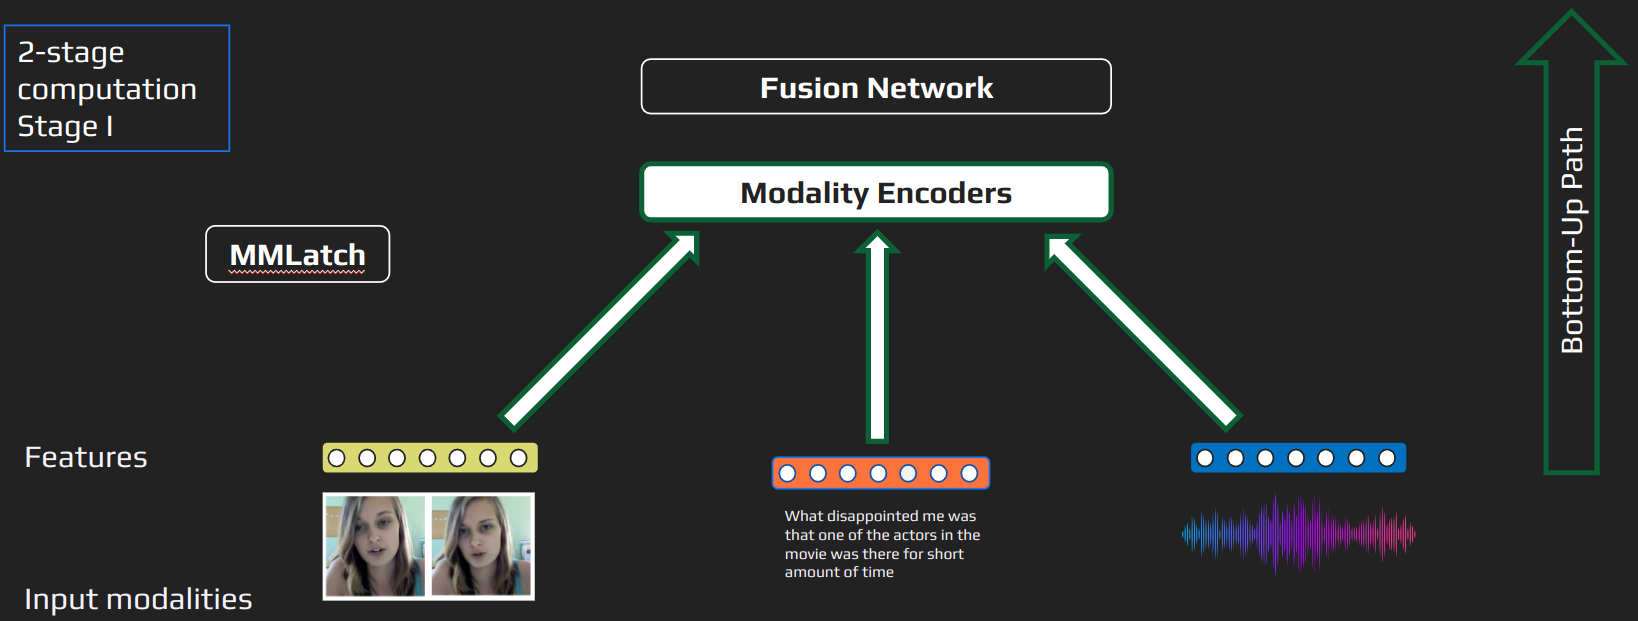 2-stage
computation
Stage I
Fusion Network
Modality Encoders
MMLatch
Bottom-Up Path
Features
What disappointed me was
that one of the actors in the
movie was there for short
amount of time
Input modalities